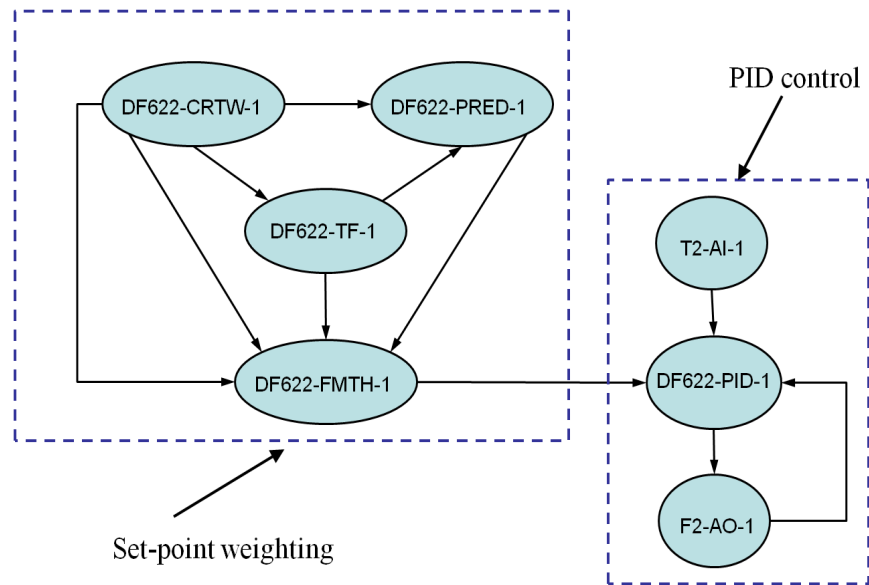 PID control
DF622-CRTW-1
DF622-PRED-1
DF622-TF-1
T2-AI-1
DF622-FMTH-1
DF622-PID-1
F2-AO-1
Set-point weighting